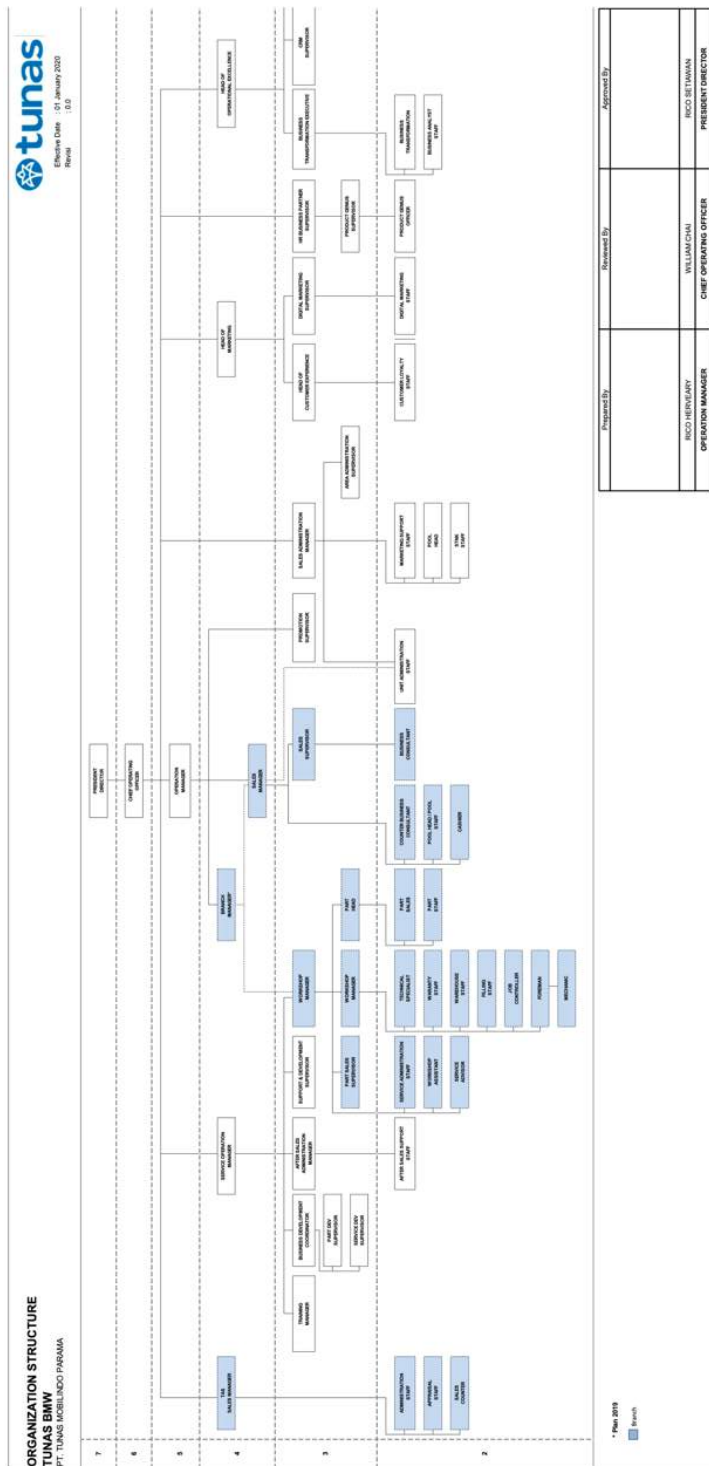 ORGANIZATION STRUCTURE
TUNAS BMW
PT. TUNAS MOBILINDO PARAMA
tunas
Effective Date : 01 January 2020
Revisi : 0.0
7
PRESIDENT
DIRECTOR
6
CHIEF OPERATING
OFFICER
5
OPERATION
MANAGER
4
TAS
SALES MANAGER
SERVICE OPERATION
MANAGER
BRANCH
MANAGER*
SALES
MANAGER
HEAD OF
MARKETING
HEAD OF
OPERATIONAL EXCELLENCE
3
TRAINING
MANAGER
BUSINESS DEVELOPMENT
COORDINATOR
PART DEV
SUPERVISOR
SERVICE DEV
SUPERVISOR
AFTER SALES
ADMINISTRATION
MANAGER
SUPPORT & DEVELOPMENT
SUPERVISOR
PART SALES
SUPERVISOR
WORKSHOP
MANAGER
WORKSHOP
MANAGER
PART
HEAD
SALES
SUPERVISOR
PROMOTION
SUPERVISOR
SALES ADMINISTRATION
MANAGER
AREA ADMINISTRATION
SUPERVISOR
HEAD OF
CUSTOMER EXPERIENCE
DIGITAL MARKETING
SUPERVISOR
HR BUSINESS PARTNER
SUPERVISOR
PRODUCT GENIUS
SUPERVISOR
BUSINESS
TRANSFORMATION EXECUTIVE
CRM
SUPERVISOR
2
ADMINISTRATION
STAFF
APPRAISAL
STAFF
SALES
COUNTER
AFTER SALES SUPPORT
STAFF
SERVICE ADMINISTRATION
STAFF
WORKSHOP
ASSISTANT
SERVICE
ADVISOR
TECHNICAL
SPECIALIST
WARANTY
STAFF
WAREHOUSE
STAFF
FILLING
STAFF
JOB
CONTROLLER
FOREMAN
MECHANIC
PART
SALES
PART
STAFF
COUNTER BUSINESS
CONSULTANT
POOL HEAD / POOL
STAFF
CASHIER
BUSINESS
CONSULTANT
UNIT ADMINISTRATION
STAFF
MARKETING SUPPORT
STAFF
POOL
HEAD
STNK
STAFF
CUSTOMER LOYALTY
STAFF
DIGITAL MARKETING
STAFF
PRODUCT GENIUS
OFFICER
BUSINESS
TRANSFORMATION
BUSINESS ANALYST
STAFF
* Plan 2019
Branch
Prepared By
Reviewed By
Approved By
RICO HERVEARY
WILLIAM CHAI
RICO SETIAWAN
OPERATION MANAGER
CHIEF OPERATING OFFICER
PRESIDENT DIRECTOR